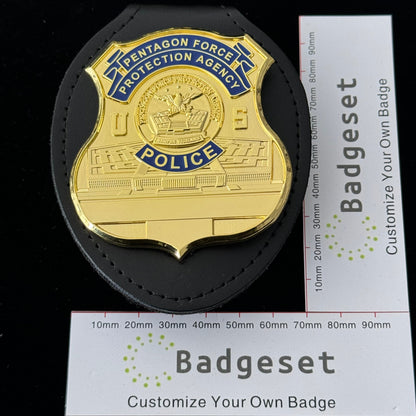 PENTAGON FORCE
PROTECTION AGENCY
U S
POLICE
10mm 20mm 30mm 40mm 50mm 60mm 70mm 80mm 90mm
Badgeset
Customize Your Own Badge
10mm 20mm 30mm 40mm 50mm 60mm 70mm 80mm 90mm
Badgeset
Customize Your Own Badge